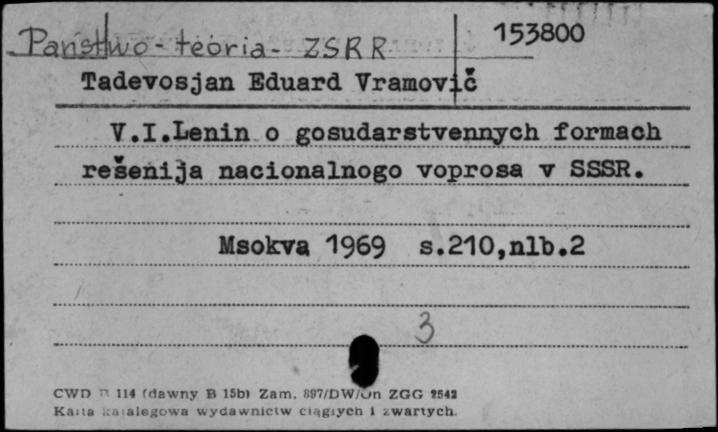 Państwo - teoria - ZSRR
153800
Tadevosjan Eduard Vramovič
V.I.Lenin o gosudarstvennych formach
rešenija nacionalnogo voprosa v SSSR.
Msokva 1969 s.210,nlb.2
3
CWD 114 (dawny B 15b) Zam. 897/DW/Un ZGG 2542
Karta katalogowa wydawnictw ciągłych i zwartych.